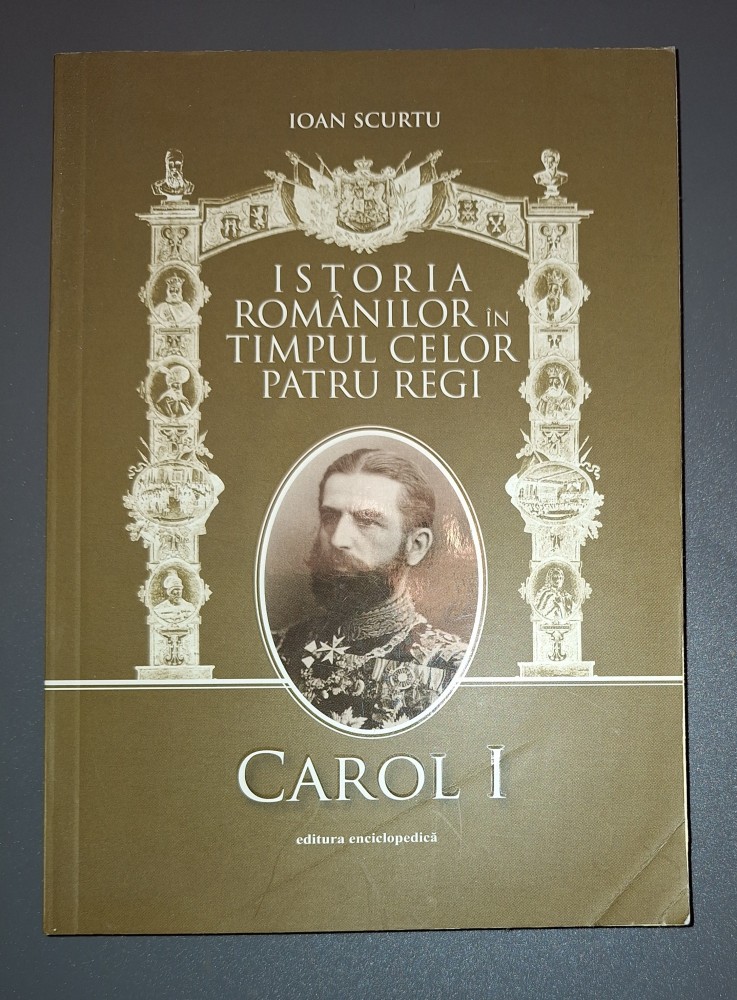 IOAN SCURTU
ISTORIA
ROMÂNILOR ÎN
TIMPUL CELOR
PATRU REGI
CAROL I
editura enciclopedică